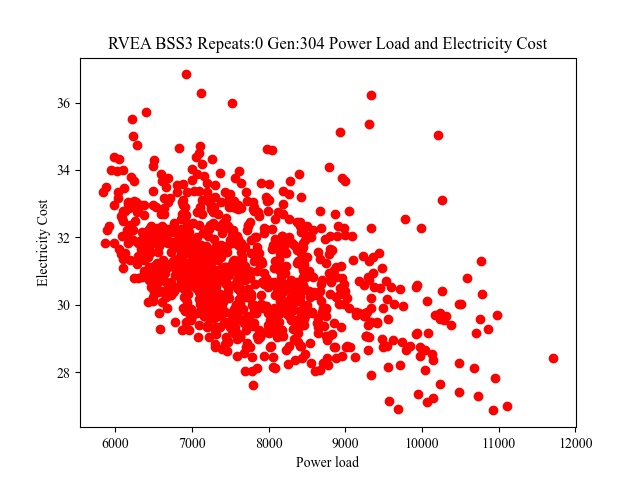 RVEA BSS3 Repeats:0 Gen:304 Power Load and Electricity Cost
36
34
32
30
28
Electricity Cost
6000 7000 8000 9000 10000 11000 12000
Power load